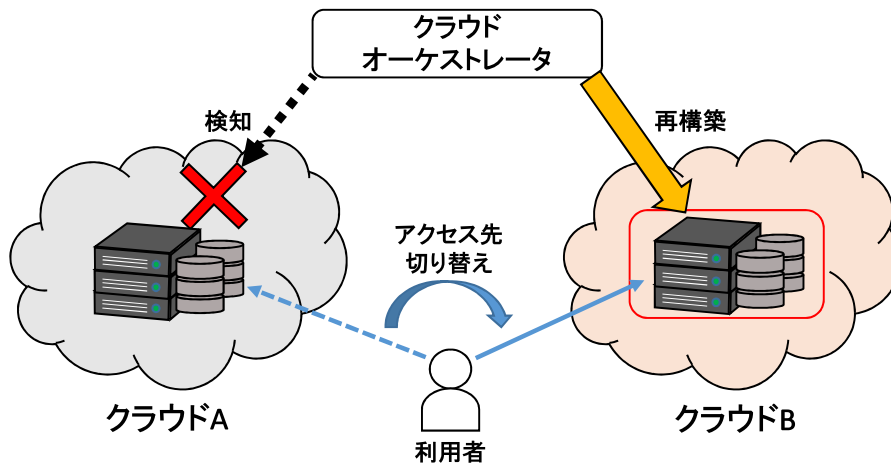 クラウド
オーケストレータ
検知
再構築
アクセス先
切り替え
クラウドA
クラウドB
利用者